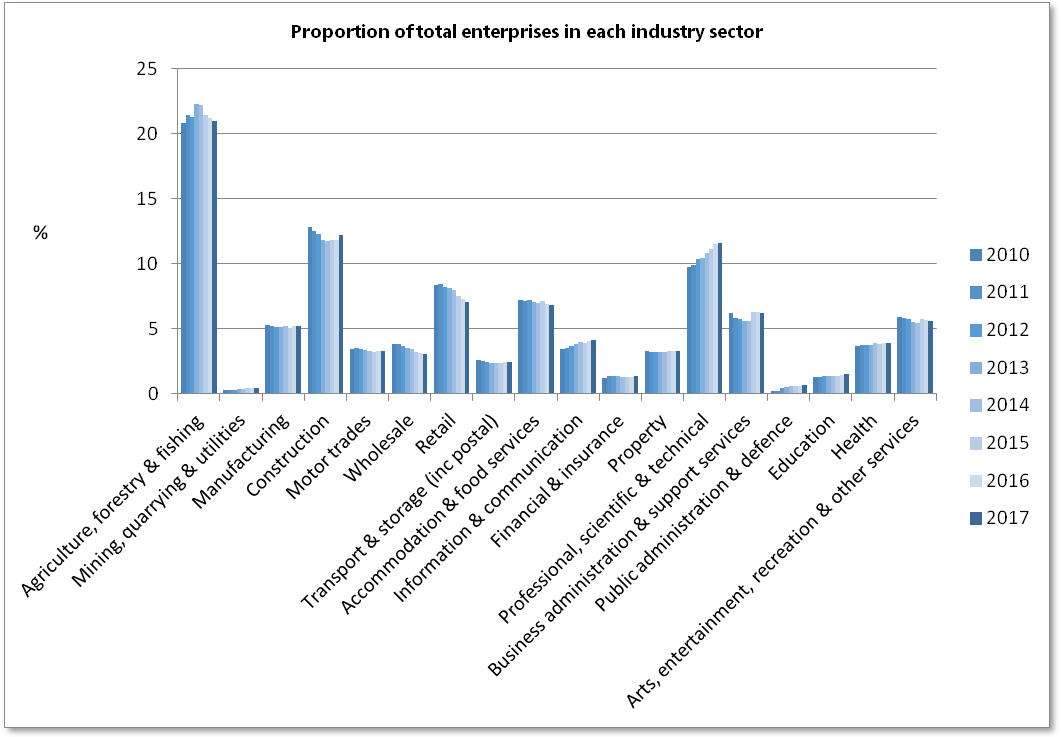 Proportion of total enterprises in each industry sector
25
20
15
10
5
0
%
Agriculture, forestry & fishing
Mining, quarrying & utilities
Manufacturing
Construction
Motor trades
Wholesale
Retail
Transport & storage (inc postal)
Accommodation & food services
Information & communication
Financial & insurance
Property
Professional, scientific & technical
Business administration & support services
Public administration & defence
Education
Health
Arts, entertainment, recreation & other services
2010
2011
2012
2013
2014
2015
2016
2017